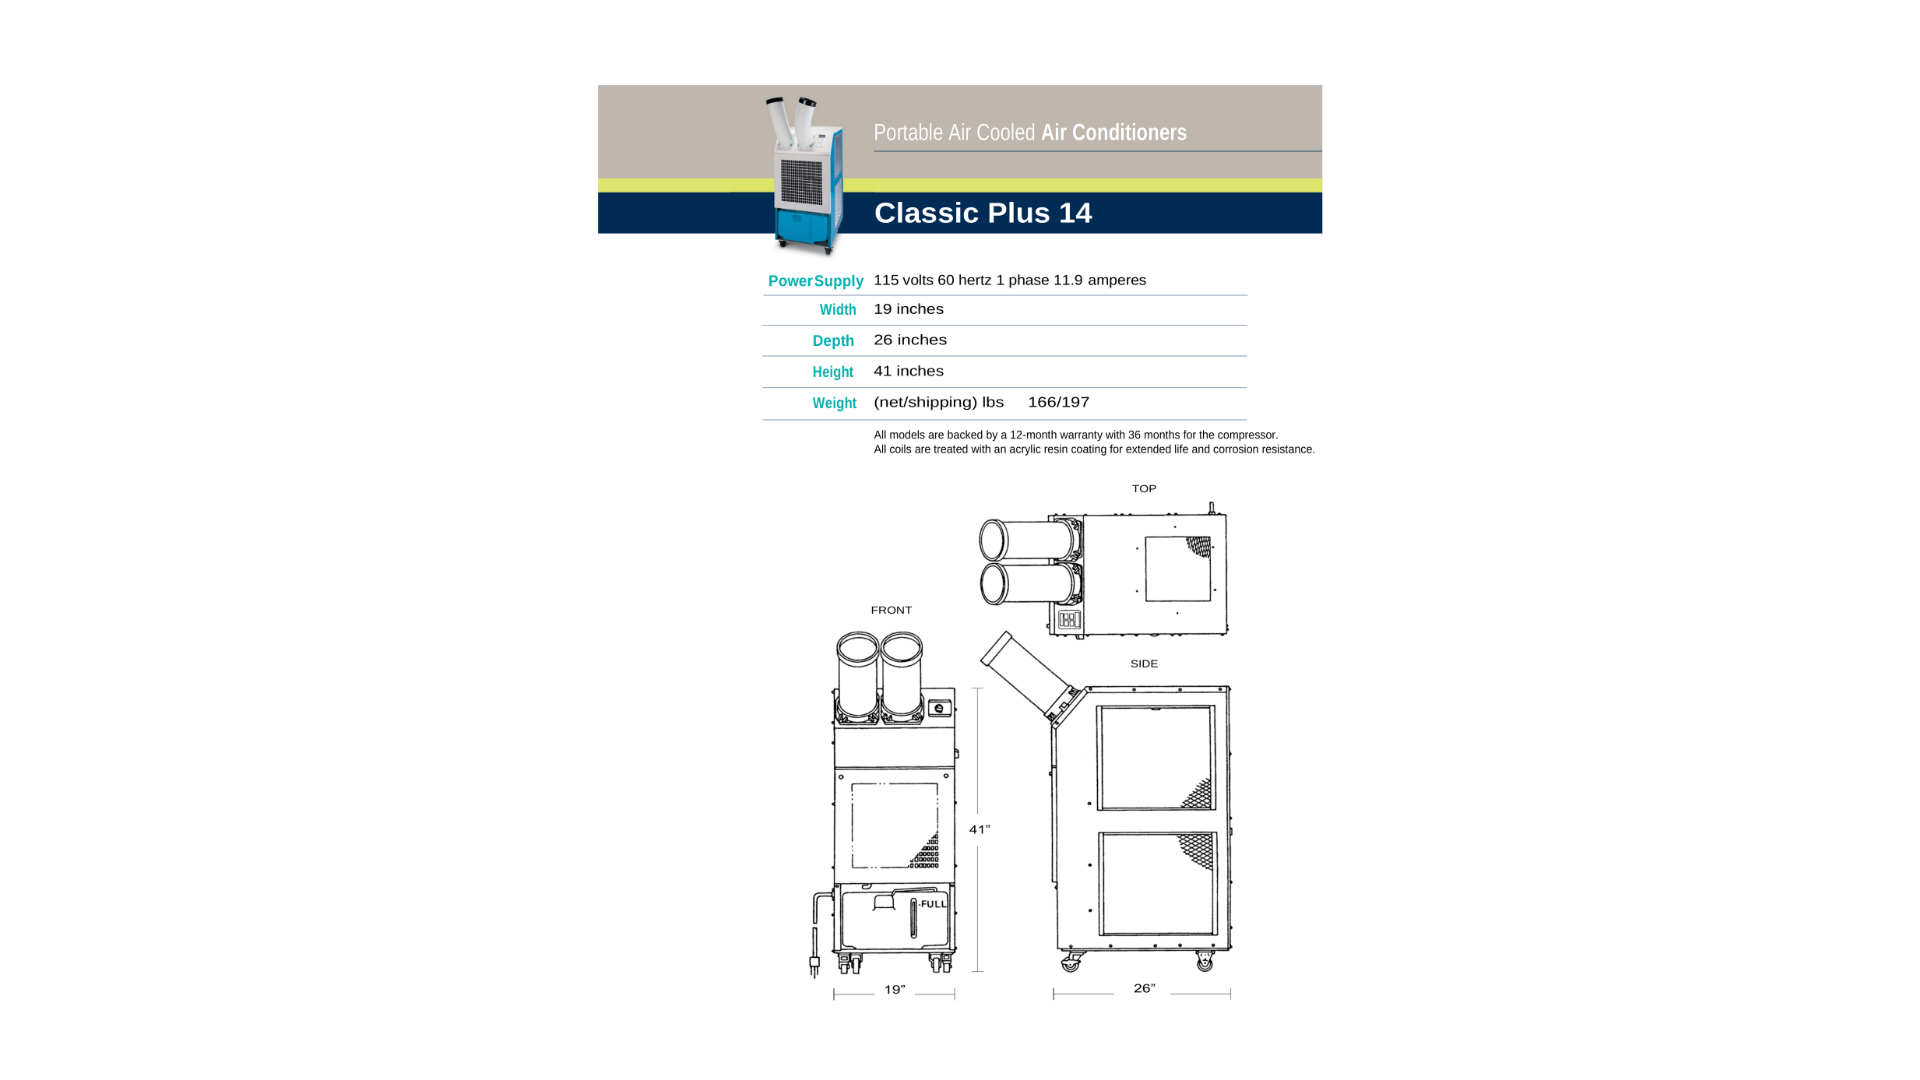 Portable Air Cooled Air Conditioners
Classic Plus 14
Power Supply 115 volts 60 hertz 1 phase 11.9 amperes
Width 19 inches
Depth 26 inches
Height 41 inches
Weight (net/shipping) lbs 166/197
All models are backed by a 12-month warranty with 36 months for the compressor.
All coils are treated with an acrylic resin coating for extended life and corrosion resistance.
TOP
FRONT
SIDE
41”
-FULL
19”
26”